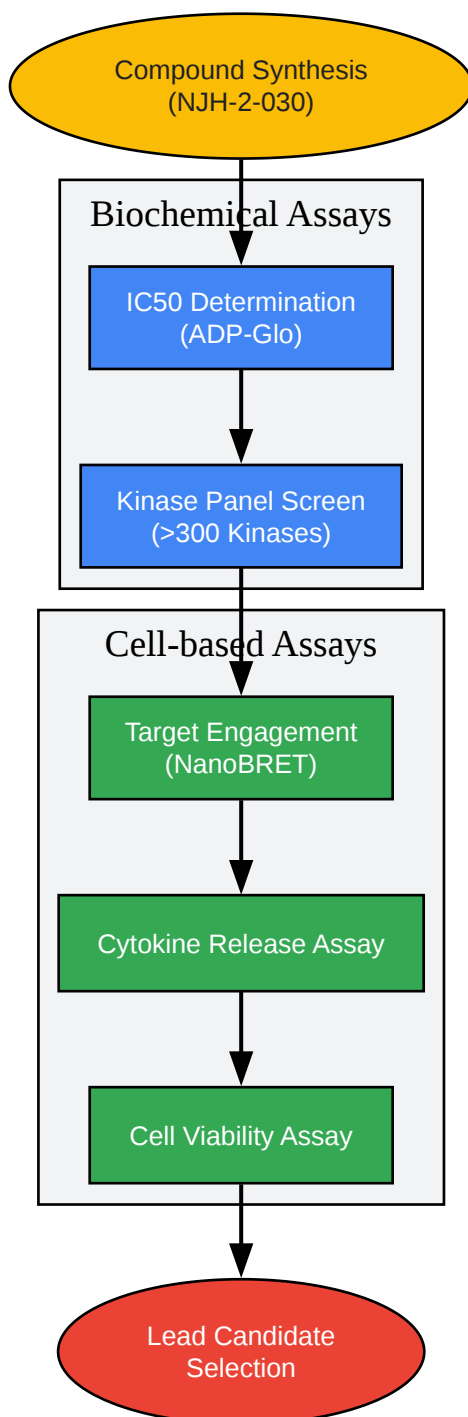 Compound Synthesis
(NJH-2-030)
Biochemical Assays
IC50 Determination
(ADP-Glo)
Kinase Panel Screen
(>300 Kinases)
Cell-based Assays
Target Engagement
(NanoBRET)
Cytokine Release Assay
Cell Viability Assay
Lead Candidate
Selection